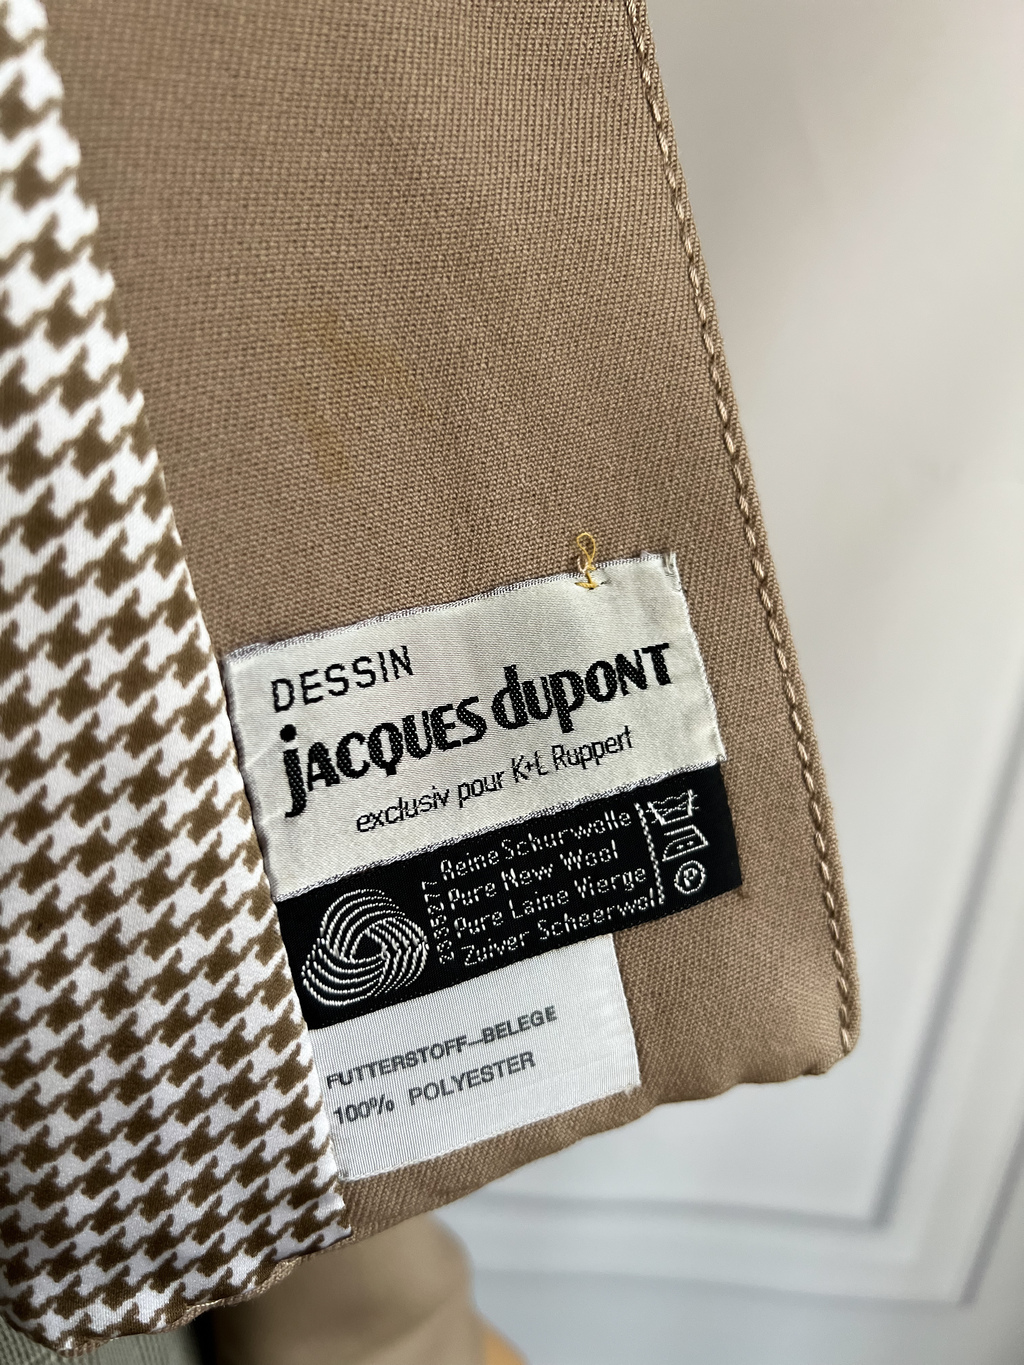 DESSIN
jACQUES dupONT
exclusiv pour K+L Ruppert
Reine Schurwolle
Pure New Wool
Pure Laine Vierge
Zuiver Scheerwol
P
FUTTERSTOFF–BELEGE
100% POLYESTER